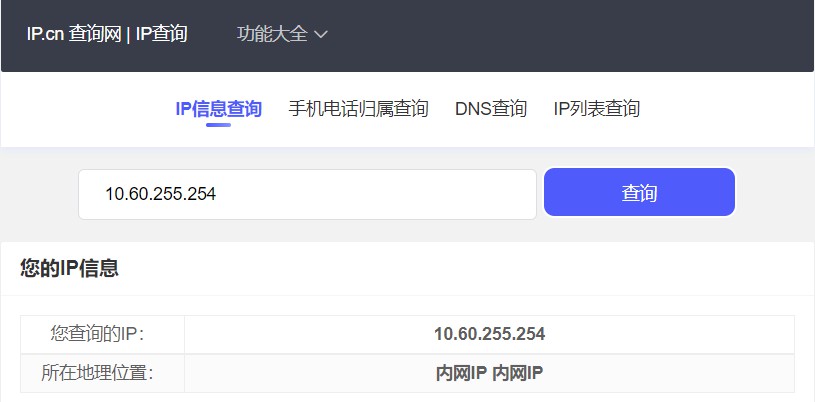 IP.cn 查询网 | IP查询 功能大全
IP信息查询 手机电话归属查询 DNS查询 IP列表查询
10.60.255.254 查询
您的IP信息
您查询的IP： 10.60.255.254
所在地理位置： 内网IP 内网IP